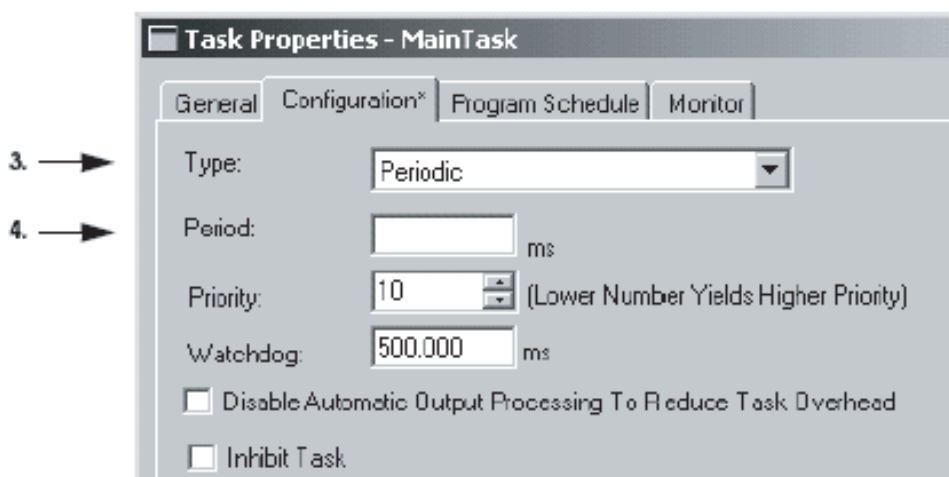 Task Properties - MainTask
General Configuration* Program Schedule Monitor
3. Type: Periodic
4. Period: ms
Priority: 10 (Lower Number Yields Higher Priority)
Watchdog: 500.000 ms
Disable Automatic Output Processing To Reduce Task Overhead
Inhibit Task